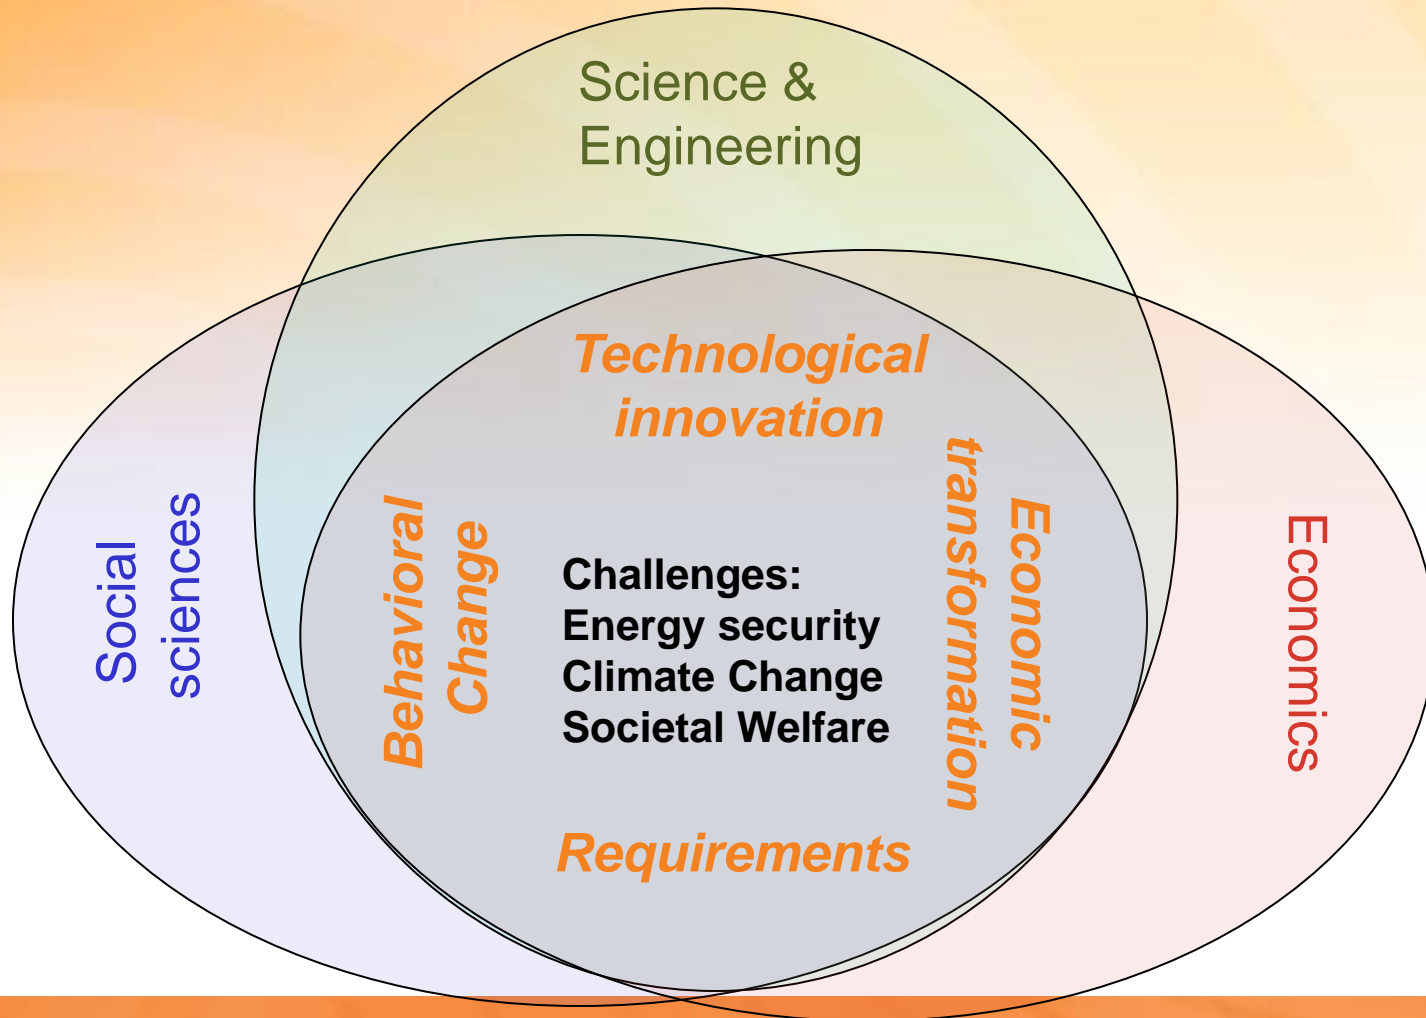 Science &
Engineering
Technological
innovation
Social
sciences
Behavioral
Change
Challenges:
Energy security
Climate Change
Societal Welfare
Economic
transformation
Economics
Requirements